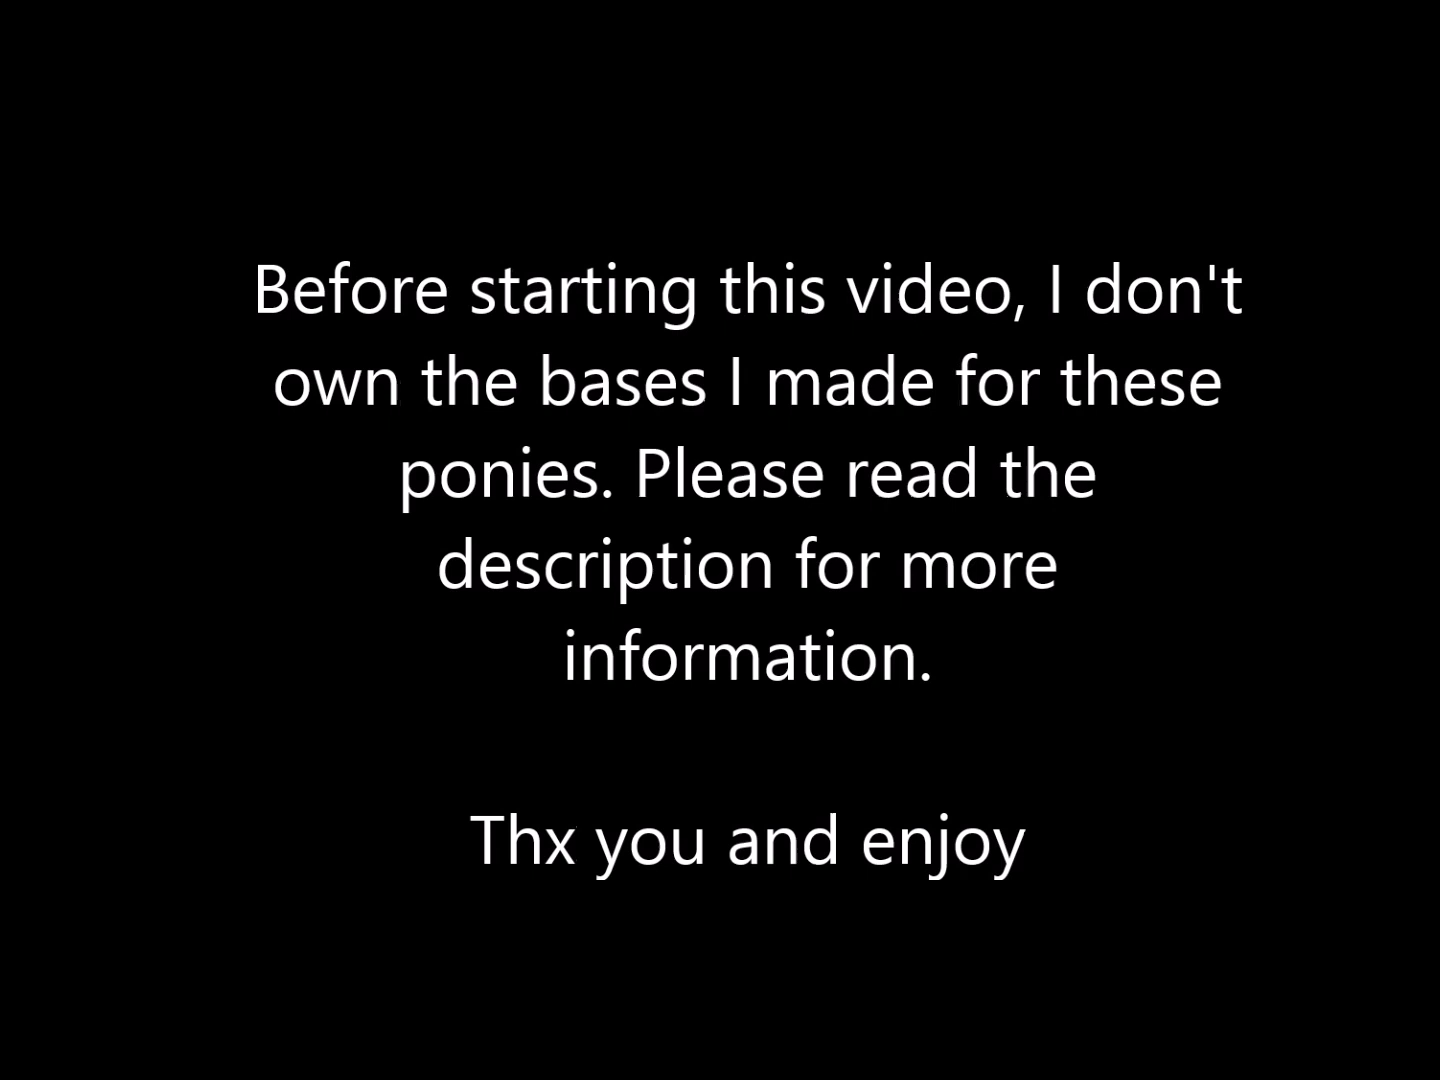 Before starting this video, I don't
own the bases I made for these
ponies. Please read the
description for more
information.
Thx you and enjoy